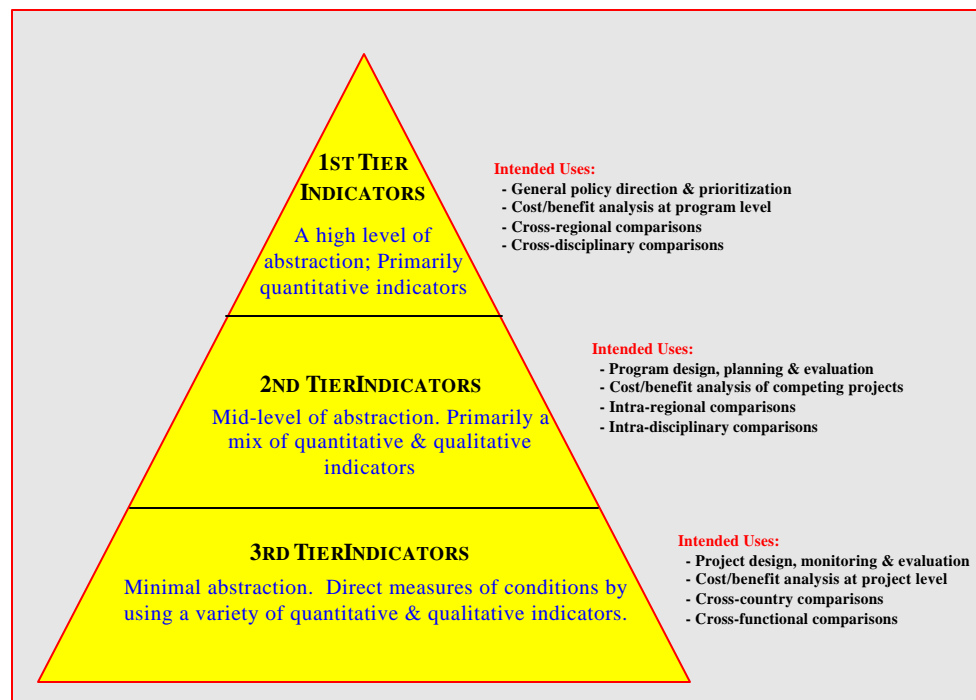 1ST TIER
INDICATORS
A high level of
abstraction; Primarily
quantitative indicators
Intended Uses:
- General policy direction & prioritization
- Cost/benefit analysis at program level
- Cross-regional comparisons
- Cross-disciplinary comparisons
2ND TIERINDICATORS
Mid-level of abstraction. Primarily a
mix of quantitative & qualitative
indicators
Intended Uses:
- Program design, planning & evaluation
- Cost/benefit analysis of competing projects
- Intra-regional comparisons
- Intra-disciplinary comparisons
3RD TIERINDICATORS
Minimal abstraction.  Direct measures of conditions by
using a variety of quantitative & qualitative indicators.
Intended Uses:
- Project design, monitoring & evaluation
- Cost/benefit analysis at project level
- Cross-country comparisons
- Cross-functional comparisons